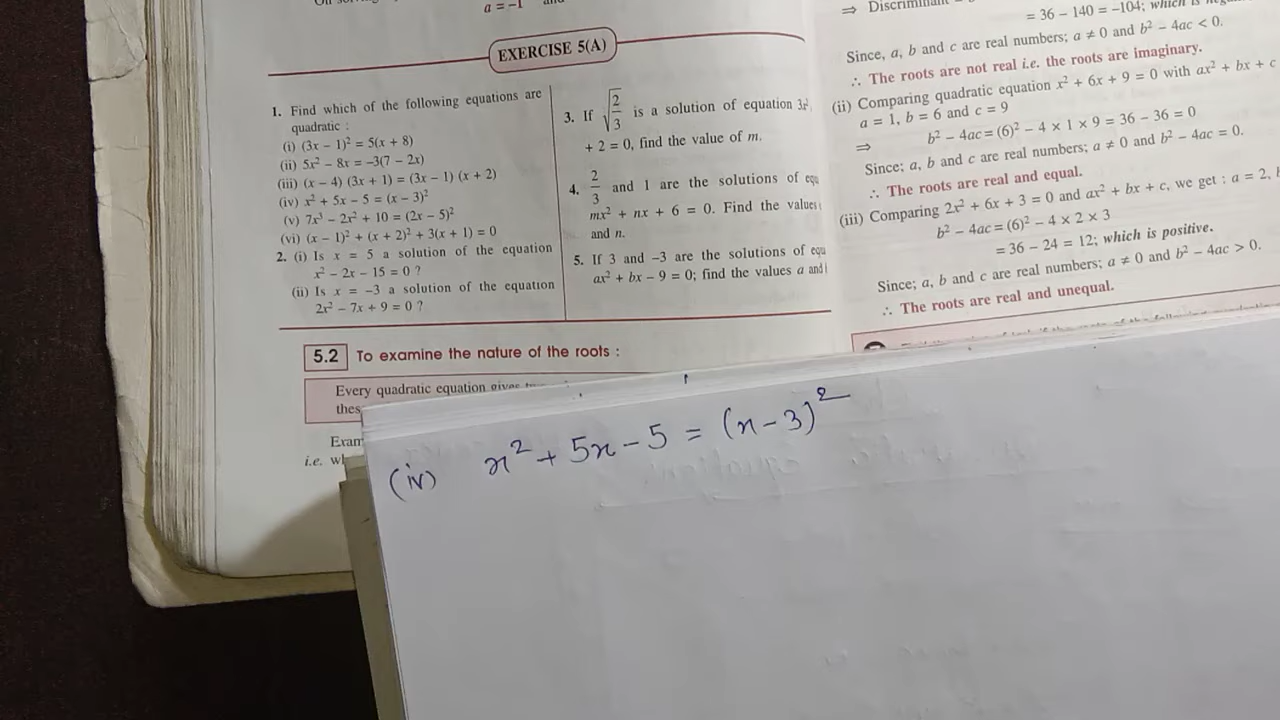 a = –1
EXERCISE 5(A)
1. Find which of the following equations are
quadratic :
(i) (3x – 1)² = 5(x + 8)
(ii) 5x² – 8x = –3(7 – 2x)
(iii) (x – 4) (3x + 1) = (3x – 1) (x + 2)
(iv) x² + 5x – 5 = (x – 3)²
(v) 7x³ – 2x² + 10 = (2x – 5)²
(vi) (x – 1)² + (x + 2)² + 3(x + 1) = 0
2. (i) Is x = 5 a solution of the equation
x² – 2x – 15 = 0 ?
(ii) Is x = –3 a solution of the equation
2x² – 7x + 9 = 0 ?
3. If √(2/3) is a solution of equation 3x²
+ 2 = 0, find the value of m.
4. 2/3 and 1 are the solutions of
mx² + nx + 6 = 0. Find the values
and n.
5. If 3 and –3 are the solutions of
ax² + bx – 9 = 0; find the values a and
5.2 To examine the nature of the roots :
Every quadratic equation gives
thes
Exam
i.e.
⇒ Discriminant
= 36 – 140 = –104; which is
Since, a, b and c are real numbers; a ≠ 0 and b² – 4ac < 0.
∴ The roots are not real i.e. the roots are imaginary.
(ii) Comparing quadratic equation x² + 6x + 9 = 0 with ax² + bx + c
a = 1, b = 6 and c = 9
⇒ b² – 4ac = (6)² – 4 × 1 × 9 = 36 – 36 = 0
Since; a, b and c are real numbers; a ≠ 0 and b² – 4ac = 0.
∴ The roots are real and equal.
(iii) Comparing 2x² + 6x + 3 = 0 and ax² + bx + c, we get : a = 2,
b² – 4ac = (6)² – 4 × 2 × 3
= 36 – 24 = 12; which is positive.
Since; a, b and c are real numbers; a ≠ 0 and b² – 4ac > 0.
∴ The roots are real and unequal.
(iv) x² + 5x – 5 = (x – 3)²